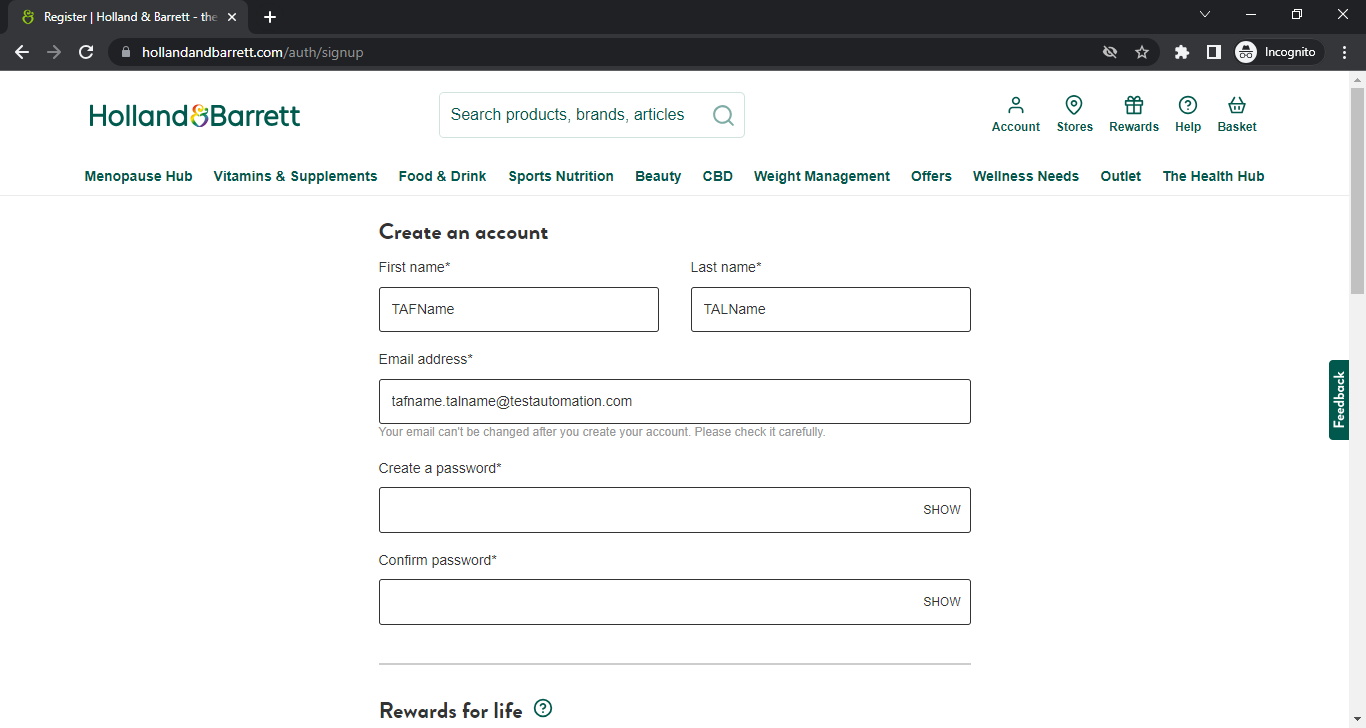 Register | Holland & Barrett - the
hollandandbarrett.com/auth/signup
Incognito
Holland&Barrett
Search products, brands, articles
Account Stores Rewards Help Basket
Menopause Hub Vitamins & Supplements Food & Drink Sports Nutrition Beauty CBD Weight Management Offers Wellness Needs Outlet The Health Hub
Create an account
First name* Last name*
TAFName TALName
Email address*
tafname.talname@testautomation.com
Your email can't be changed after you create your account. Please check it carefully.
Feedback
Create a password*
SHOW
Confirm password*
SHOW
Rewards for life ?